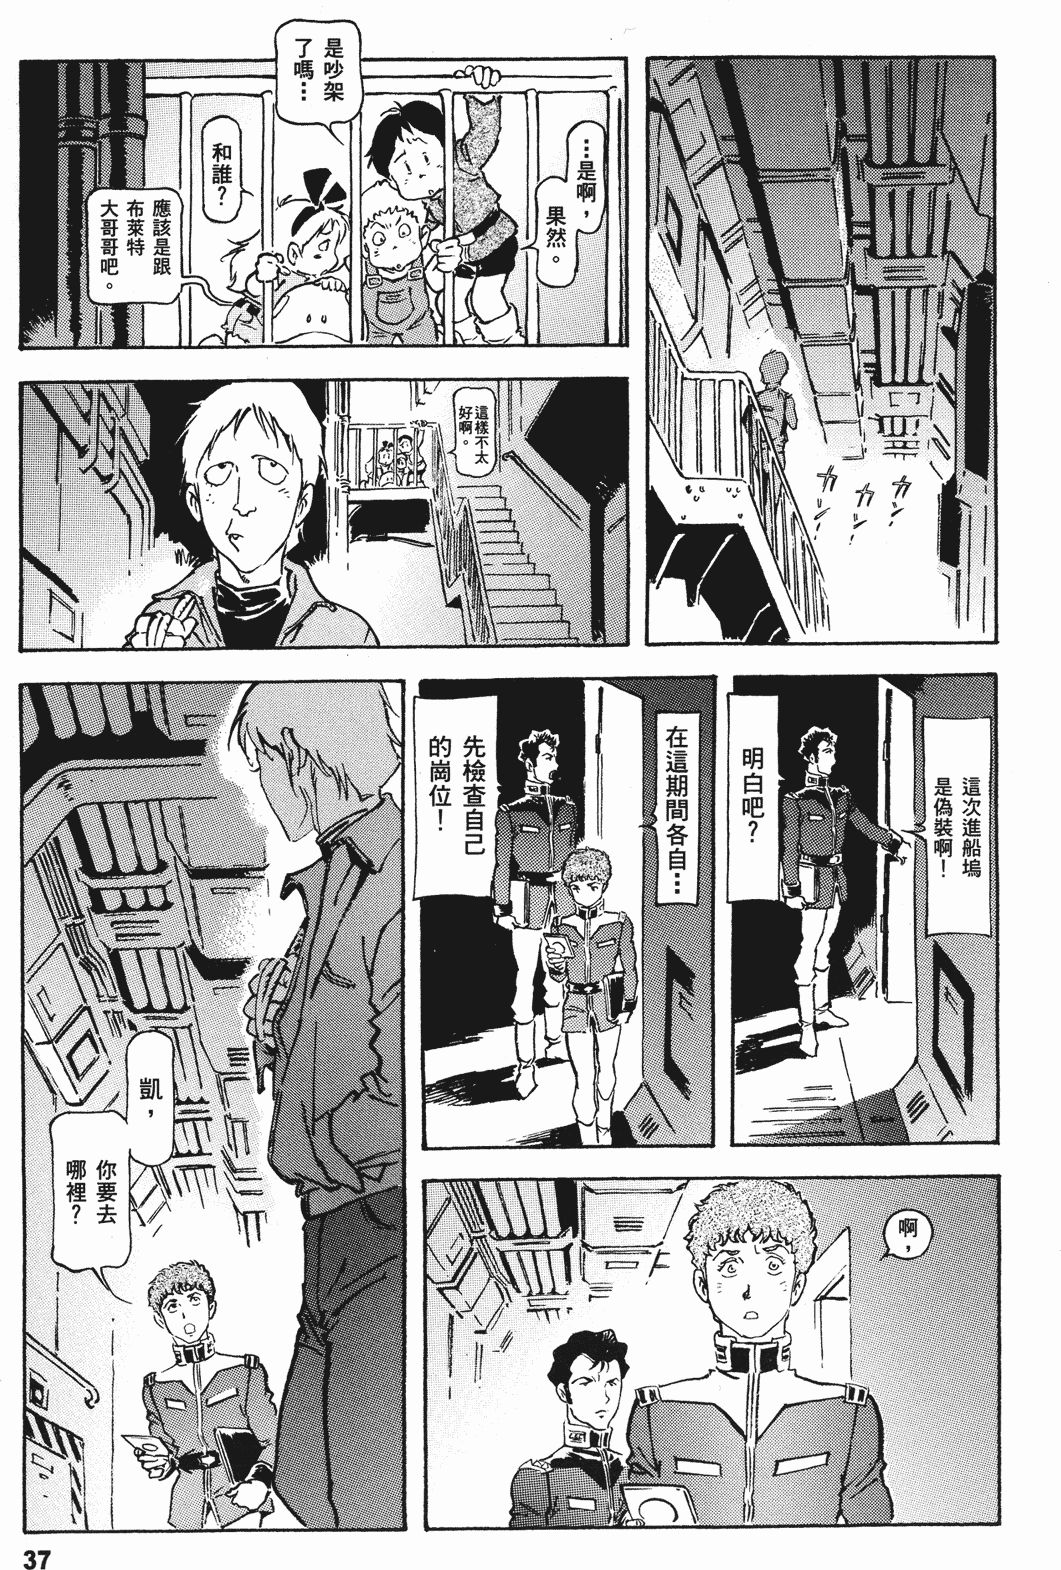 カッ
カッ
カッ
…是啊，
果然。
是吵架
了嗎…
和誰？
應該是跟
布萊特
大哥哥吧。
這樣不太
好啊。
這次進船塢
是偽裝啊！
明白吧？
在這期間各自…
先檢查自己
的崗位！
啊，
凱，
你要去
哪裡？
37